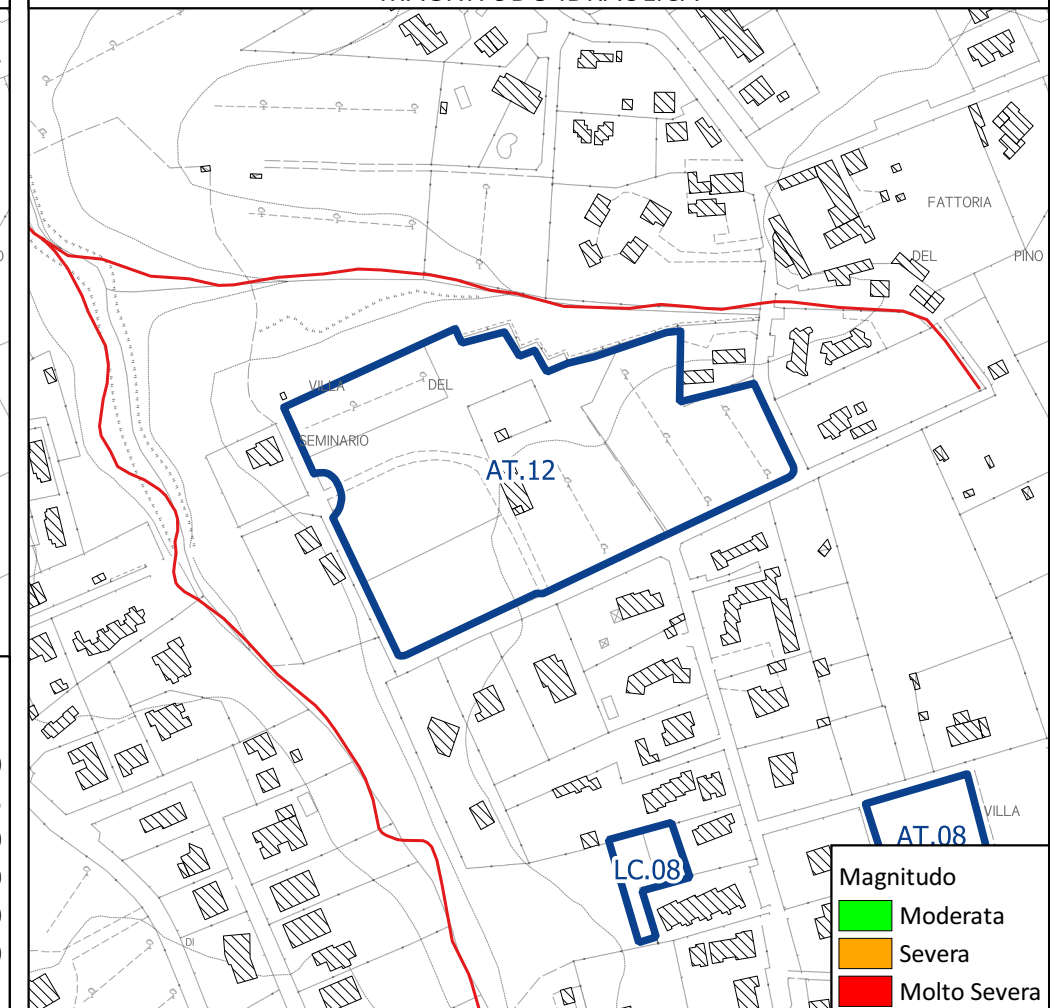 FATTORIA
DEL
PINO
VILLA
DEL
SEMINARIO
AT.12
VILLA
AT.08
LC.08
DI
Magnitudo
Moderata
Severa
Molto Severa